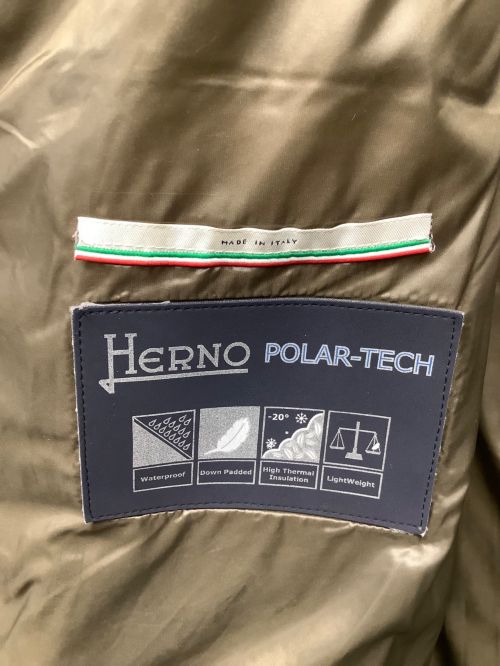 MADE IN ITALY
HERNO POLAR-TECH
-20°
Waterproof
Down Padded
High Thermal
Insulation
LightWeight